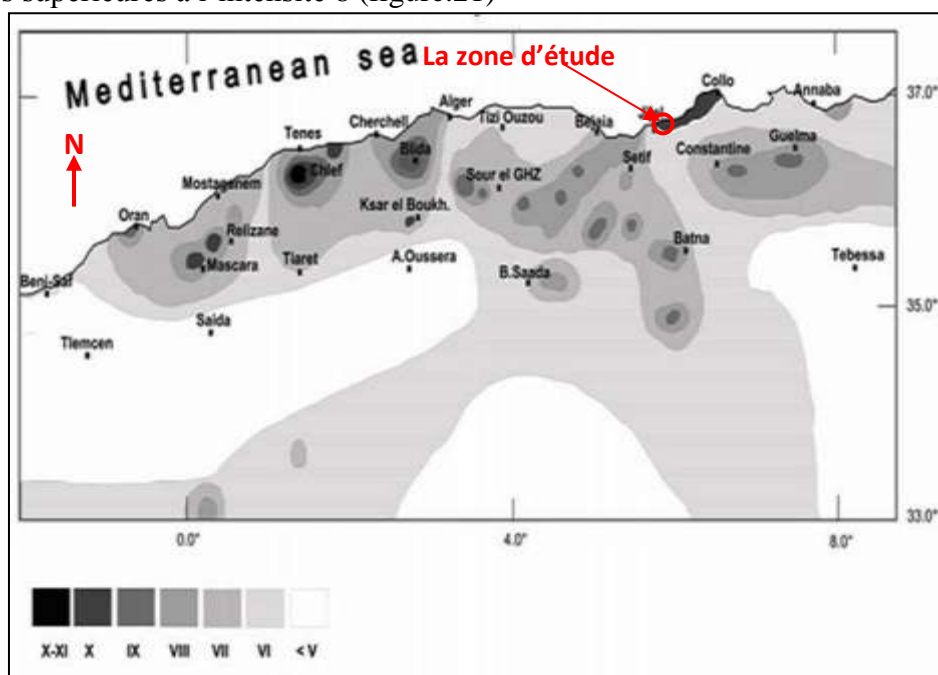 s supérieures à l'intensité 8 (figure.21)
Mediterranean sea
La zone d'étude
N
Collo
Annaba
37.0°
Alger
Tizi Ouzou
Bejaia
Cherchell
Tenes
Guelma
Constantine
Setif
Blida
Chlef
Sour el GHZ
Mostaganem
Ksar el Boukh.
Oran
Relizane
Batna
Mascara
Tiaret
A.Oussera
B.Saada
Tebessa
Beni-Saf
35.0°
Saida
Tlemcen
33.0°
0.0°
4.0°
8.0°
X-XI X IX VIII VII VI < V